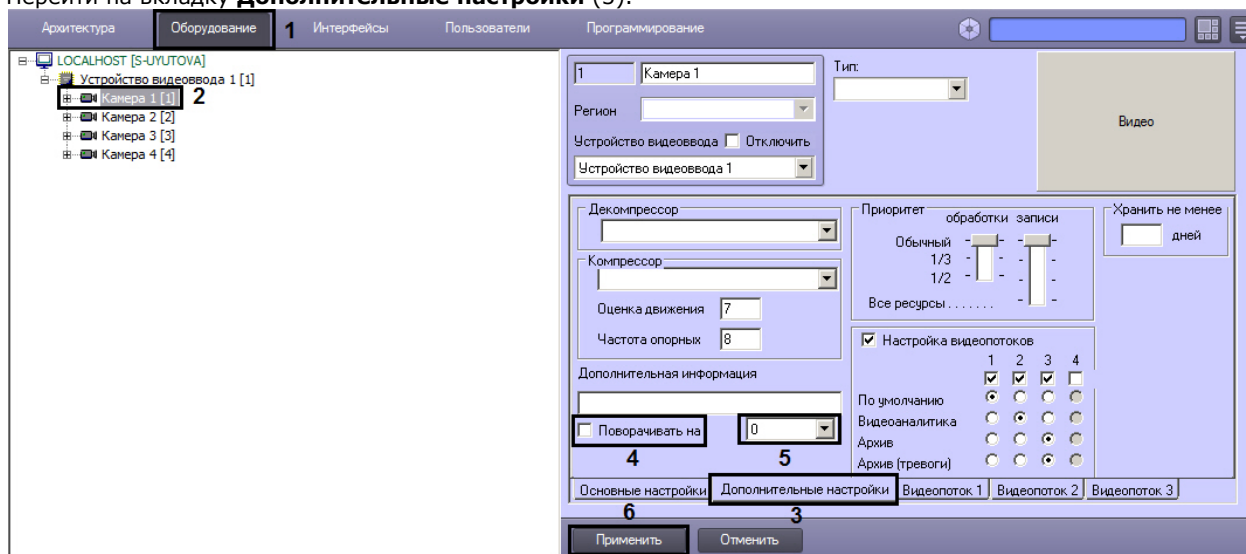 Перейти на вкладку Дополнительные настройки (3).
Архитектура Оборудование 1 Интерфейсы Пользователи Программирование
LOCALHOST [S-UYUTOVA]
Устройство видеоввода 1 [1]
Камера 1 [1] 2
Камера 2 [2]
Камера 3 [3]
Камера 4 [4]
1 Камера 1
Тип:
Регион
Устройство видеоввода Отключить
Устройство видеоввода 1
Видео
Декомпрессор
Компрессор
Оценка движения 7
Частота опорных 8
Дополнительная информация
Поворачивать на 0
4 5
Приоритет
обработки записи
Обычный
1/3
1/2
Все ресурсы . . . . . . .
Хранить не менее
дней
Настройка видеопотоков
1 2 3 4
По умолчанию
Видеоаналитика
Архив
Архив (тревоги)
Основные настройки Дополнительные настройки Видеопоток 1 Видеопоток 2 Видеопоток 3
6 3
Применить Отменить